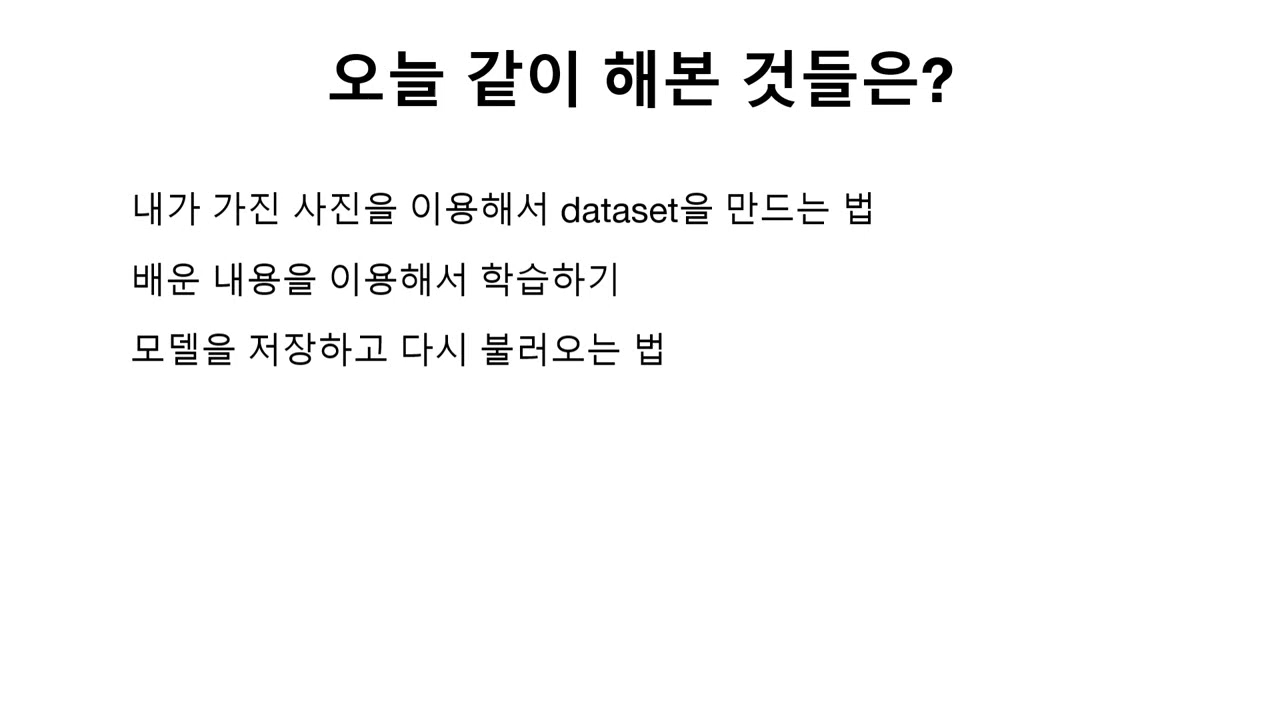 오늘 같이 해본 것들은?
내가 가진 사진을 이용해서 dataset을 만드는 법
배운 내용을 이용해서 학습하기
모델을 저장하고 다시 불러오는 법